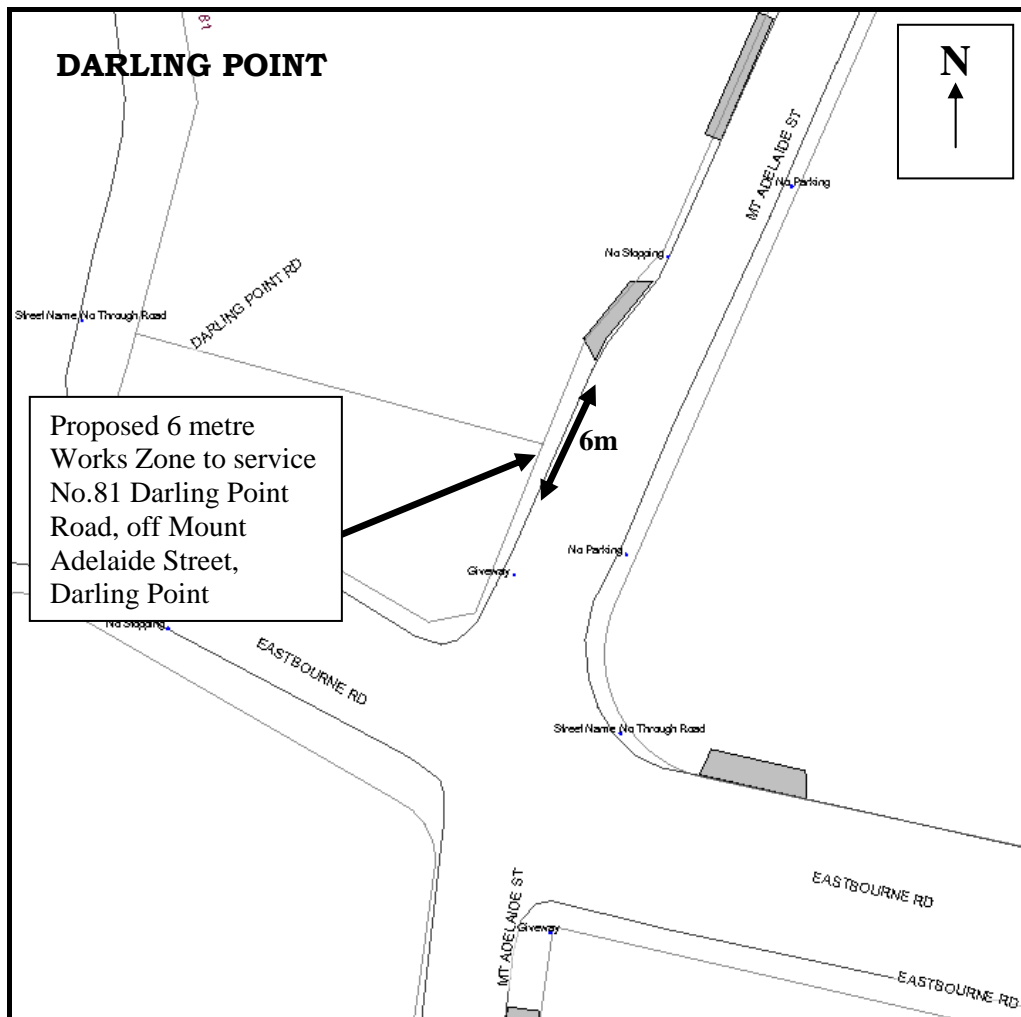 81
DARLING POINT
N
MT ADELAIDE ST
No Parking
No Stopping
DARLING POINT RD
Street Name, No Through Road
Proposed 6 metre
Works Zone to service
No.81 Darling Point
Road, off Mount
Adelaide Street,
Darling Point
6m
No Parking
Giveway
No Stopping
EASTBOURNE RD
Street Name, No Through Road
EASTBOURNE RD
MT ADELAIDE ST
Giveway
EASTBOURNE RD